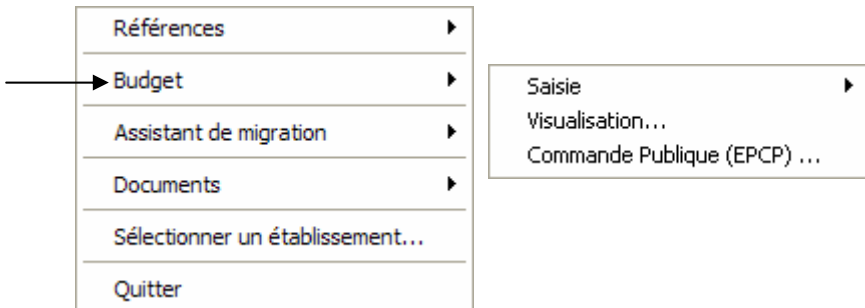 Références
Budget
Assistant de migration
Documents
Sélectionner un établissement...
Quitter
Saisie
Visualisation...
Commande Publique (EPCP) ...